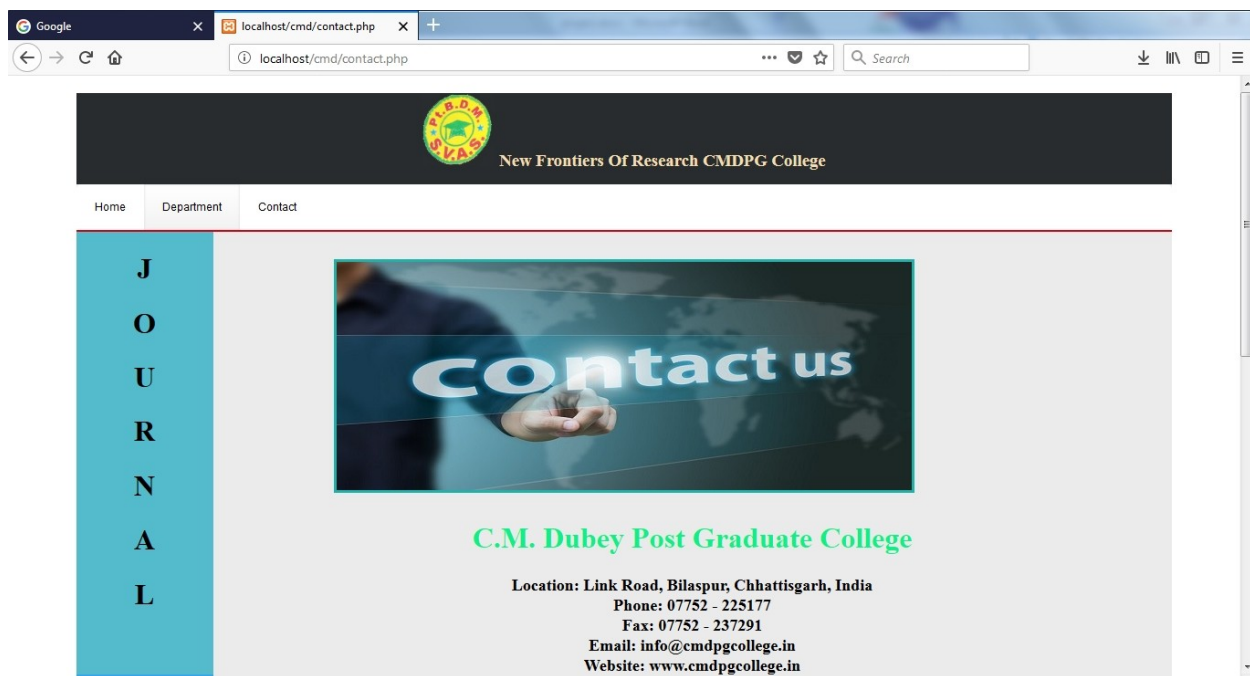 Google
localhost/cmd/contact.php
localhost/cmd/contact.php
Search
Pt.B.D.M.
S.V.A.S.
New Frontiers Of Research CMDPG College
Home Department Contact
J
O
U
R
N
A
L
contact us
C.M. Dubey Post Graduate College
Location: Link Road, Bilaspur, Chhattisgarh, India
Phone: 07752 - 225177
Fax: 07752 - 237291
Email: info@cmdpgcollege.in
Website: www.cmdpgcollege.in